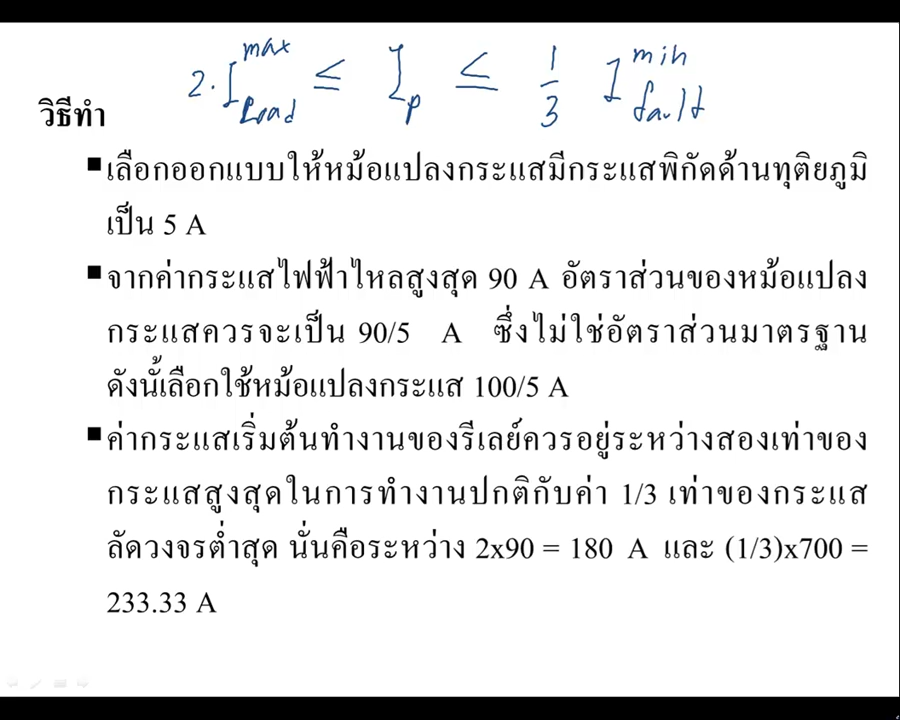 2·I load max ≤ I p ≤ 1/3 I fault min
วิธีทำ
▪เลือกออกแบบให้หม้อแปลงกระแสมีกระแสพิกัดด้านทุติยภูมิ
เป็น 5 A
▪จากค่ากระแสไฟฟ้าไหลสูงสุด 90 A อัตราส่วนของหม้อแปลง
กระแสควรจะเป็น 90/5 A ซึ่งไม่ใช่อัตราส่วนมาตรฐาน
ดังนั้เลือกใช้หม้อแปลงกระแส 100/5 A
▪ค่ากระแสเริ่มต้นทำงานของรีเลย์ควรอยู่ระหว่างสองเท่าของ
กระแสสูงสุดในการทำงานปกติกับค่า 1/3 เท่าของกระแส
ลัดวงจรต่ำสุด นั่นคือระหว่าง 2x90 = 180 A และ (1/3)x700 =
233.33 A